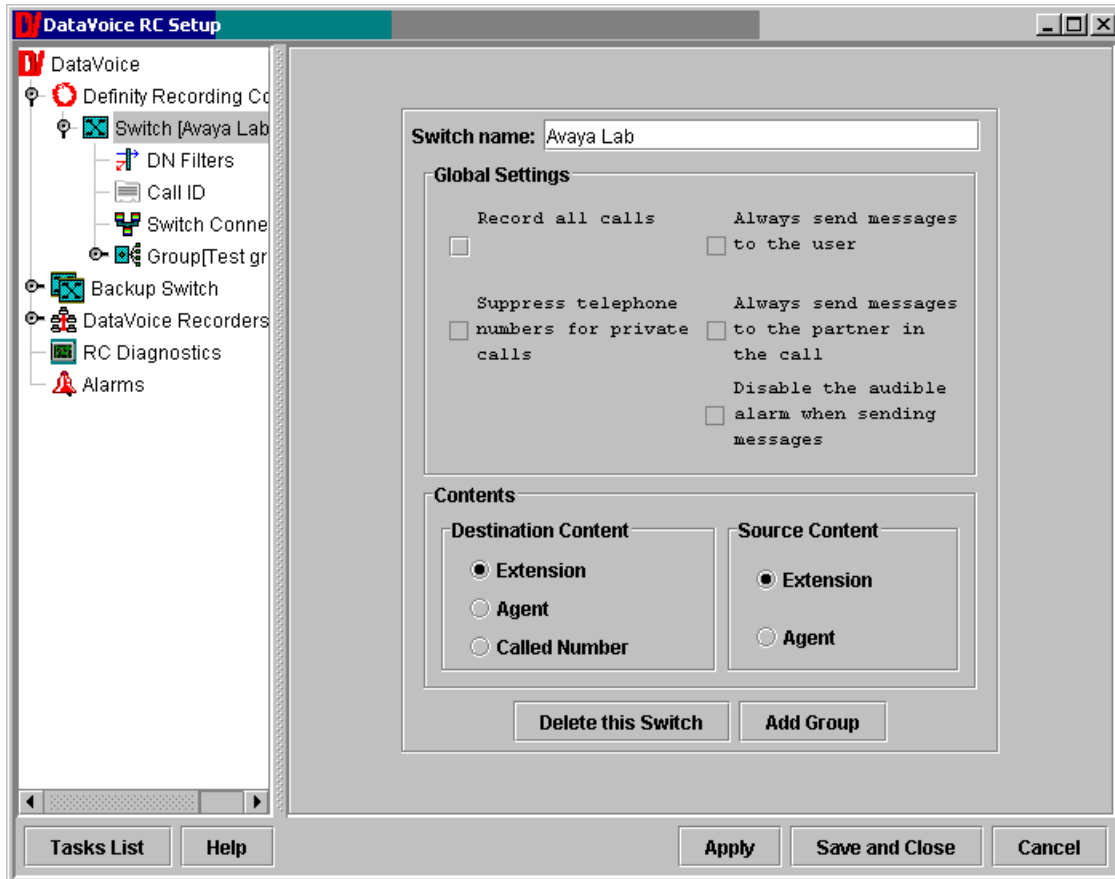 DataVoice RC Setup
DataVoice
Definity Recording Co
Switch [Avaya Lab
DN Filters
Call ID
Switch Conne
Group[Test gr
Backup Switch
DataVoice Recorders
RC Diagnostics
Alarms
Switch name: Avaya Lab
Global Settings
Record all calls
Always send messages
to the user
Suppress telephone
numbers for private
calls
Always send messages
to the partner in
the call
Disable the audible
alarm when sending
messages
Contents
Destination Content
Extension
Agent
Called Number
Source Content
Extension
Agent
Delete this Switch
Add Group
Tasks List
Help
Apply
Save and Close
Cancel